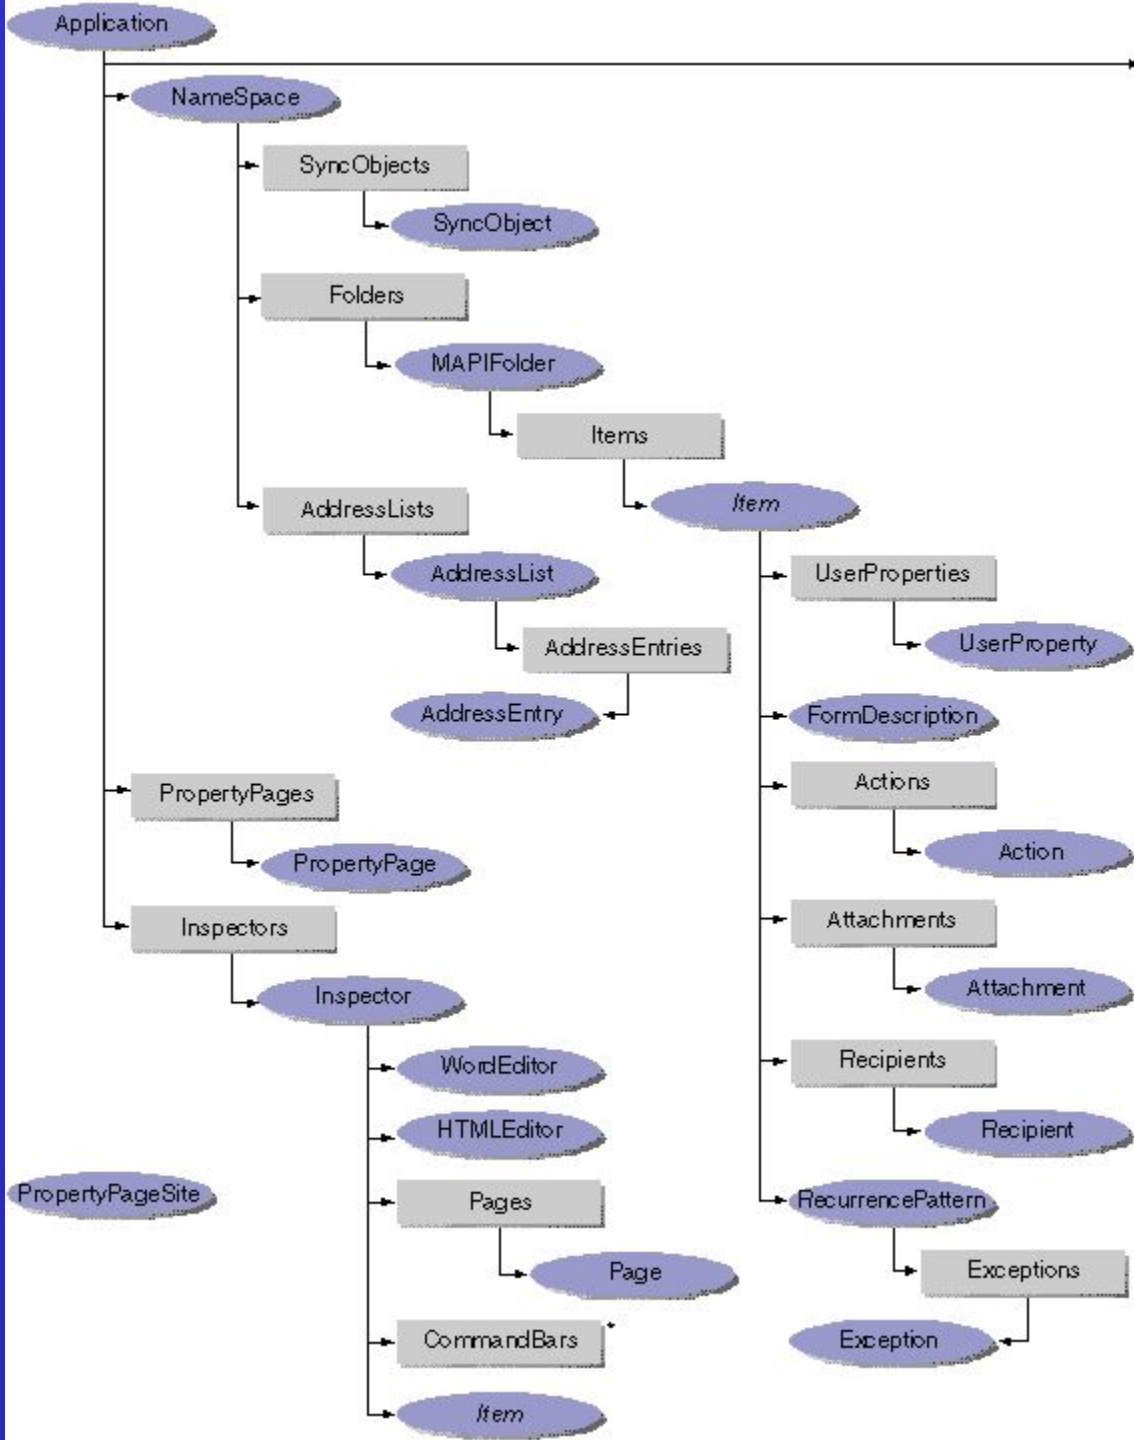 Application
NameSpace
SyncObjects
SyncObject
Folders
MAPIFolder
Items
Item
AddressLists
AddressList
AddressEntries
AddressEntry
UserProperties
UserProperty
FormDescription
Actions
Action
Attachments
Attachment
Recipients
Recipient
RecurrencePattern
Exceptions
Exception
PropertyPages
PropertyPage
Inspectors
Inspector
WordEditor
HTMLEditor
Pages
Page
CommandBars
Item
PropertyPageSite